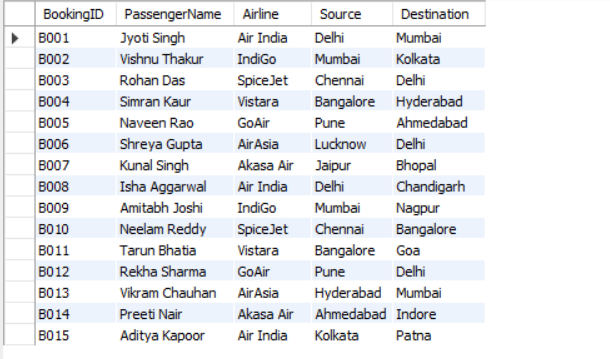 BookingID PassengerName Airline Source Destination
B001 Jyoti Singh Air India Delhi Mumbai
B002 Vishnu Thakur IndiGo Mumbai Kolkata
B003 Rohan Das SpiceJet Chennai Delhi
B004 Simran Kaur Vistara Bangalore Hyderabad
B005 Naveen Rao GoAir Pune Ahmedabad
B006 Shreya Gupta AirAsia Lucknow Delhi
B007 Kunal Singh Akasa Air Jaipur Bhopal
B008 Isha Aggarwal Air India Delhi Chandigarh
B009 Amitabh Joshi IndiGo Mumbai Nagpur
B010 Neelam Reddy SpiceJet Chennai Bangalore
B011 Tarun Bhatia Vistara Bangalore Goa
B012 Rekha Sharma GoAir Pune Delhi
B013 Vikram Chauhan AirAsia Hyderabad Mumbai
B014 Preeti Nair Akasa Air Ahmedabad Indore
B015 Aditya Kapoor Air India Kolkata Patna